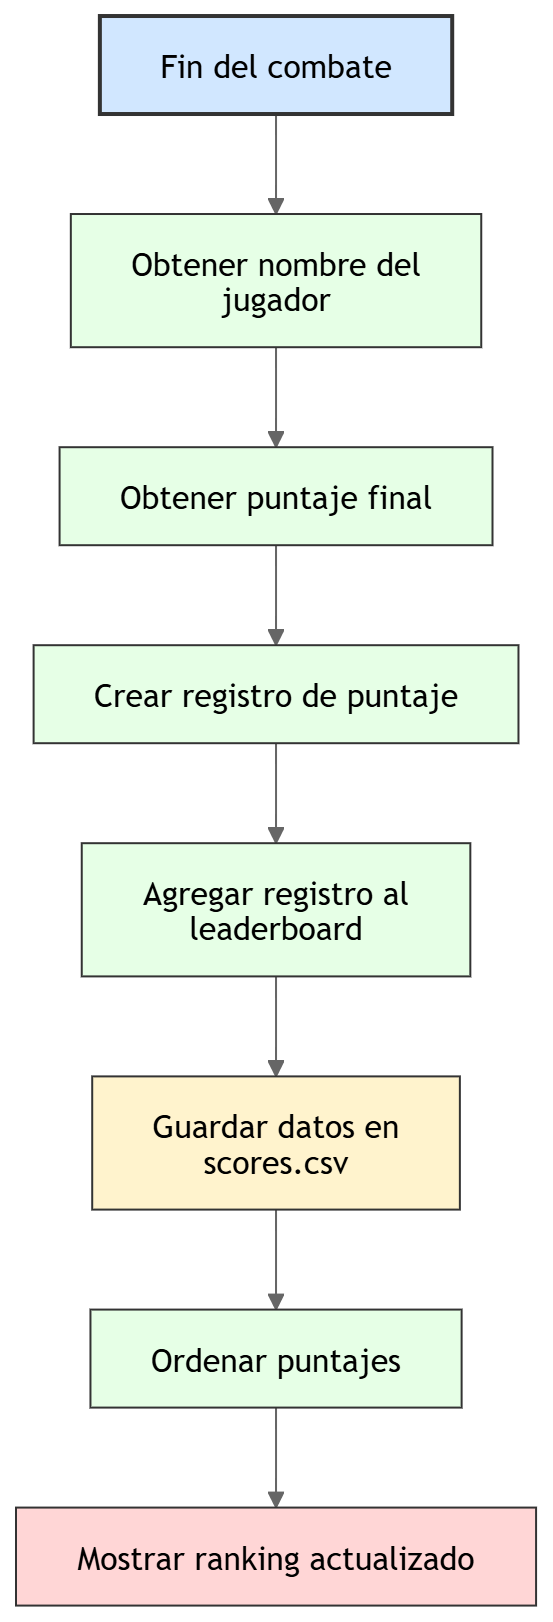 Fin del combate
Obtener nombre del
jugador
Obtener puntaje final
Crear registro de puntaje
Agregar registro al
leaderboard
Guardar datos en
scores.csv
Ordenar puntajes
Mostrar ranking actualizado